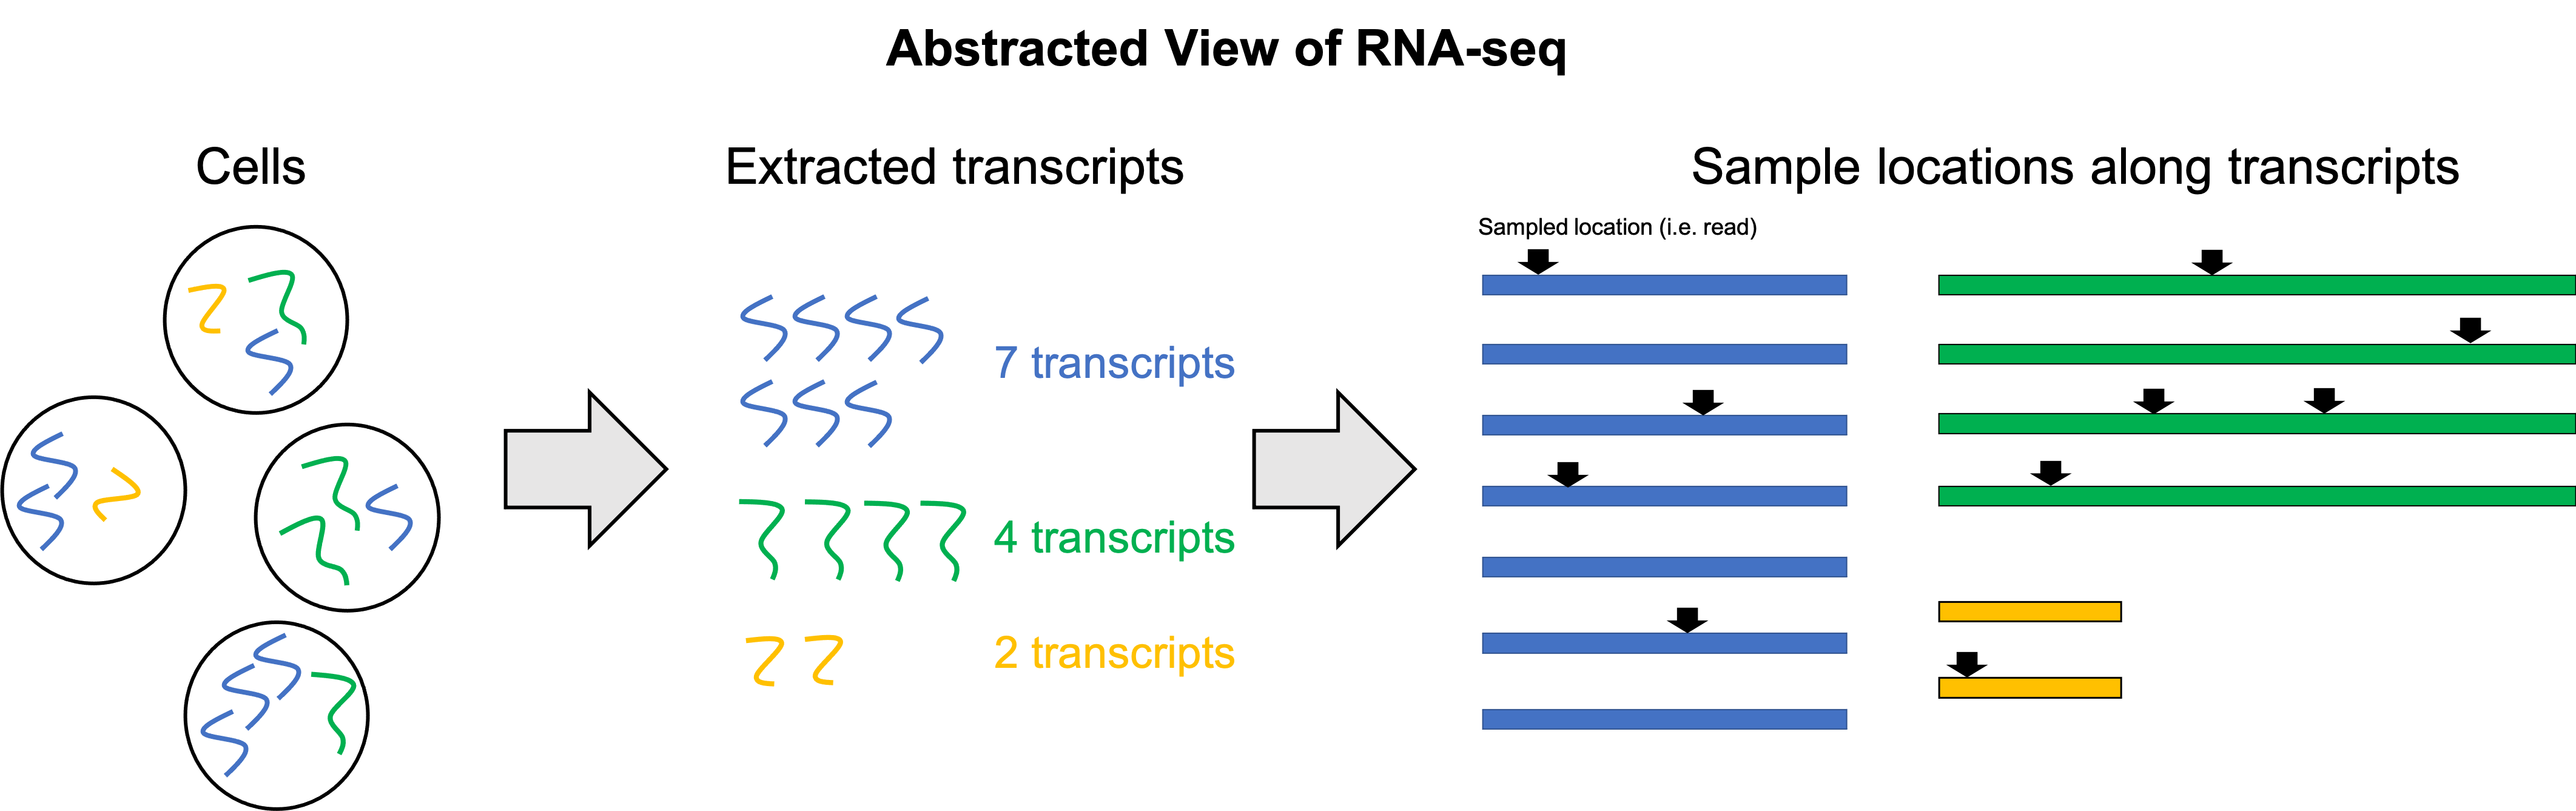 Abstracted View of RNA-seq
Cells
Extracted transcripts
Sample locations along transcripts
Sampled location (i.e. read)
7 transcripts
4 transcripts
2 transcripts